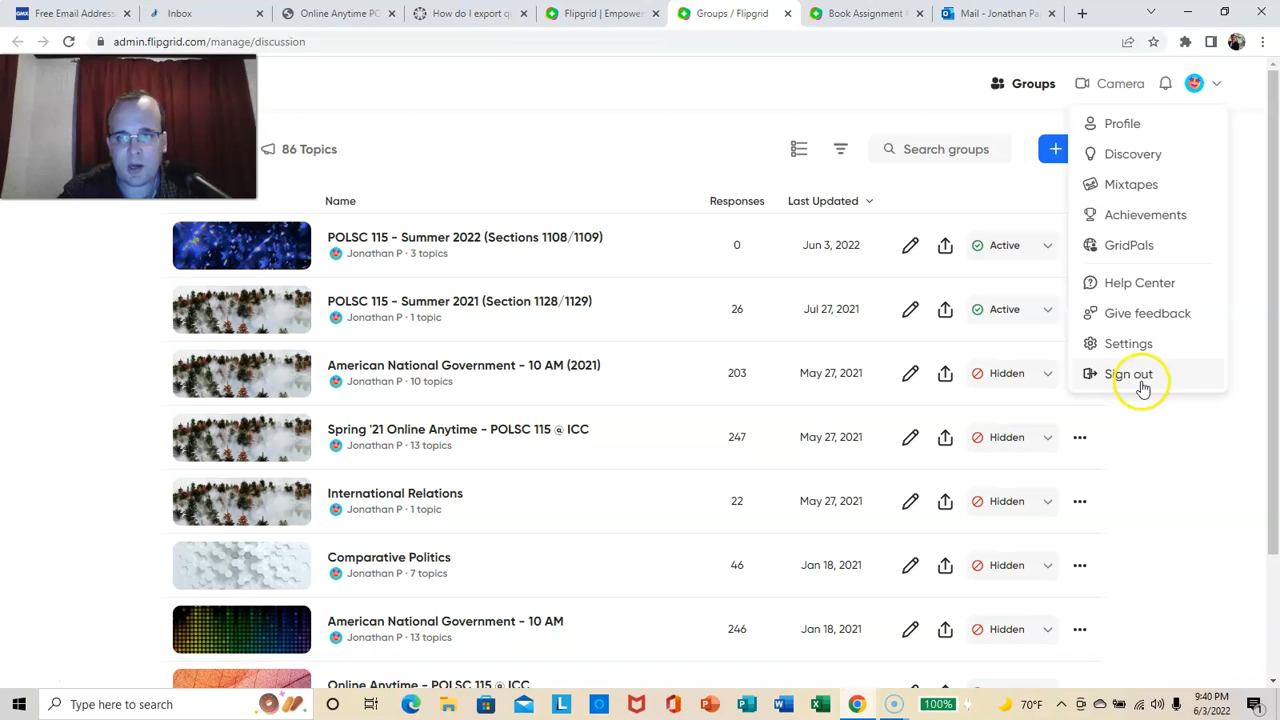 Free Email Addresses
Indeed
Online Anytime PO
Honorlock export q
Flipgrid | Empower
Groups / Flipgrid
Book Assignment
Mail - Jonathan Pa
admin.flipgrid.com/manage/discussion
Groups
Camera
86 Topics
Search groups
Profile
Discovery
Mixtapes
Achievements
GridPals
Help Center
Give feedback
Settings
Sign out
Name Responses Last Updated
POLSC 115 - Summer 2022 (Sections 1108/1109)
Jonathan P · 3 topics
0 Jun 3, 2022 Active
POLSC 115 - Summer 2021 (Section 1128/1129)
Jonathan P · 1 topic
26 Jul 27, 2021 Active
American National Government - 10 AM (2021)
Jonathan P · 10 topics
203 May 27, 2021 Hidden
Spring '21 Online Anytime - POLSC 115 @ ICC
Jonathan P · 13 topics
247 May 27, 2021 Hidden
International Relations
Jonathan P · 1 topic
22 May 27, 2021 Hidden
Comparative Politics
Jonathan P · 7 topics
46 Jan 18, 2021 Hidden
American National Government - 10 AM
Jonathan P · 13 topics
246 Jan 18, 2021 Hidden
Online Anytime - POLSC 115 @ ICC
Type here to search
100%
70°F
9:40 PM
6/3/2022